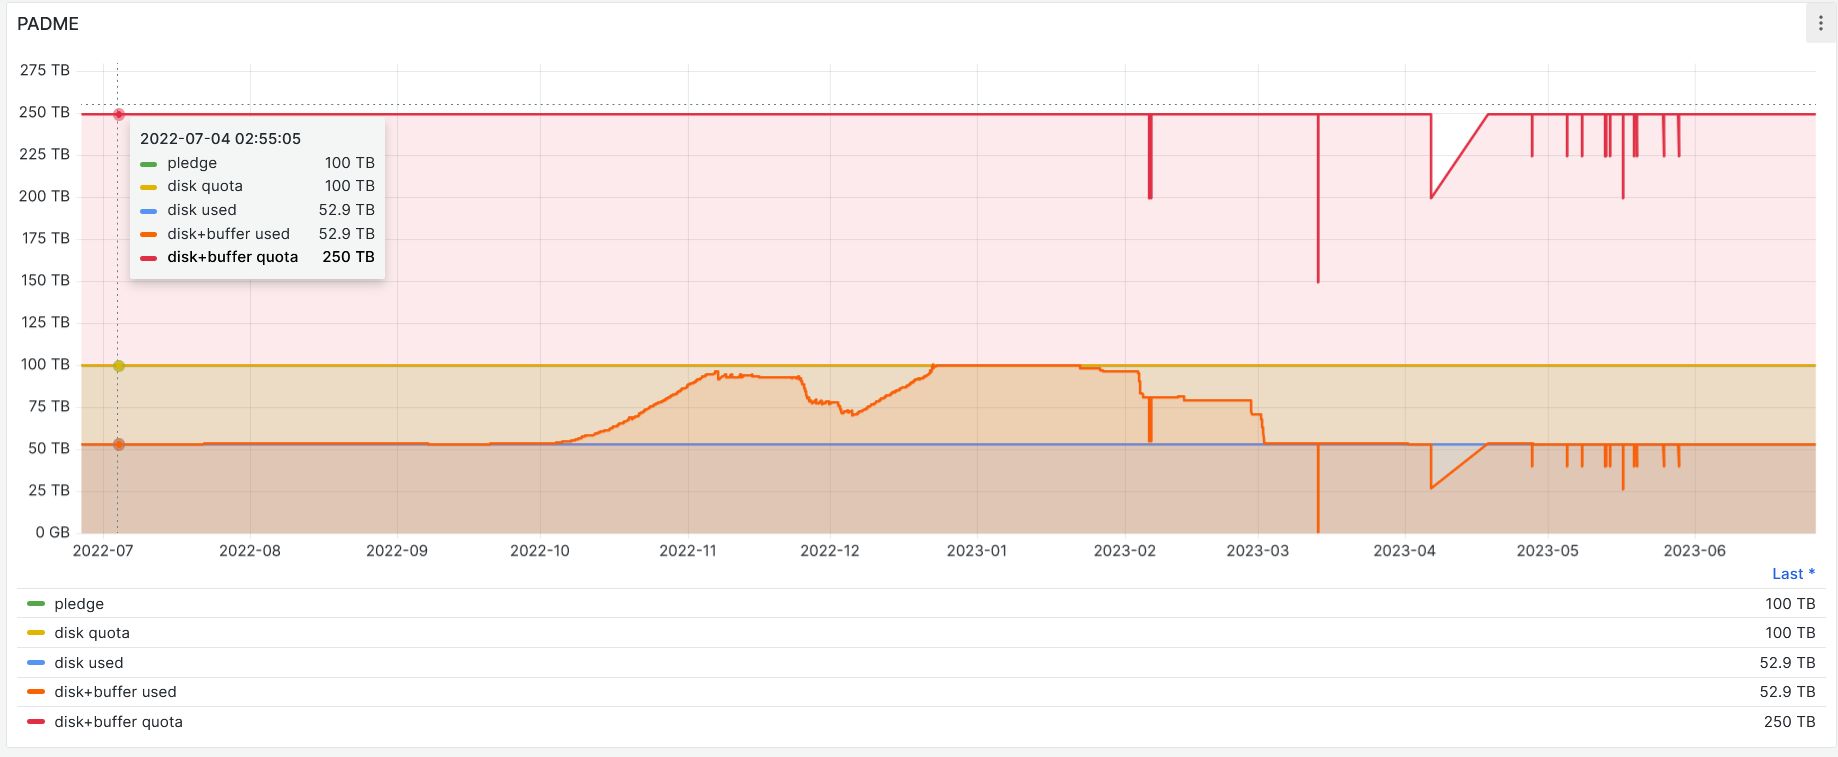 PADME
275 TB
250 TB
225 TB
200 TB
175 TB
150 TB
125 TB
100 TB
75 TB
50 TB
25 TB
0 GB
2022-07-04 02:55:05
pledge 100 TB
disk quota 100 TB
disk used 52.9 TB
disk+buffer used 52.9 TB
disk+buffer quota 250 TB
2022-07 2022-08 2022-09 2022-10 2022-11 2022-12 2023-01 2023-02 2023-03 2023-04 2023-05 2023-06
Last *
pledge 100 TB
disk quota 100 TB
disk used 52.9 TB
disk+buffer used 52.9 TB
disk+buffer quota 250 TB